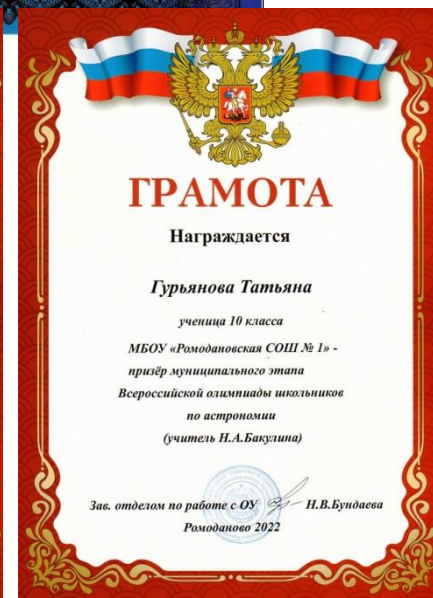 ГРАМОТА
Награждается
Гурьянова Татьяна
ученица 10 класса
МБОУ «Ромодановская СОШ № 1» -
призёр муниципального этапа
Всероссийской олимпиады школьников
по астрономии
(учитель Н.А.Бакулина)
Зав. отделом по работе с ОУ Н.В.Бундаева
Ромоданово 2022